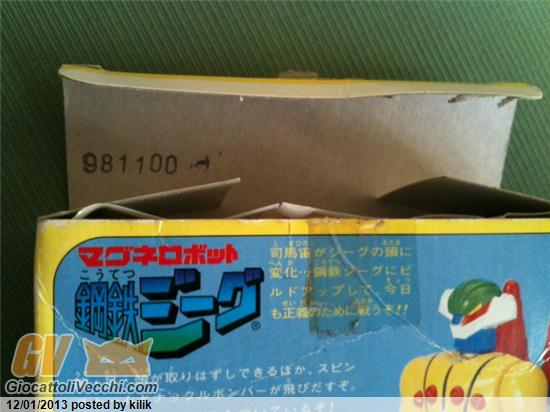 981100
マグネロボット
こうてつ
鋼鉄ジーグ®
司馬宙がジーグの頭に
変化…鋼鉄ジーグにビ
ルドアップして、今日
も正義のために戦うぞ!!
が取りはずしできるほか、スピン
ナックルボンバーが飛びだすぞ。
GV
GiocattoliVecchi.com
12/01/2013 posted by kilik